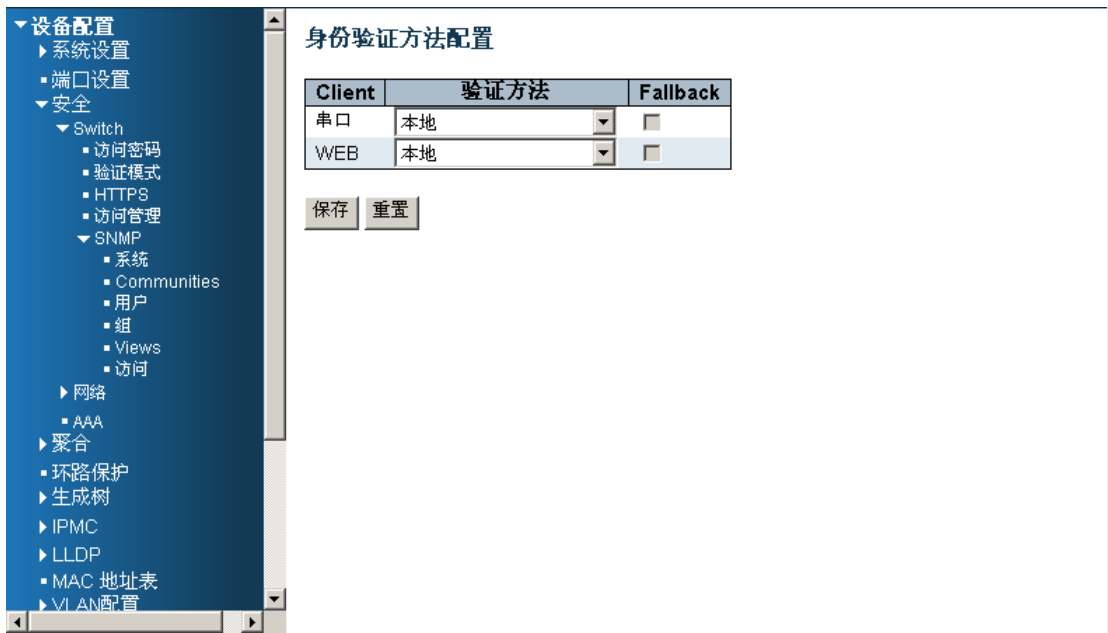 设备配置
系统设置
端口设置
安全
Switch
访问密码
验证模式
HTTPS
访问管理
SNMP
系统
Communities
用户
组
Views
访问
网络
AAA
聚合
环路保护
生成树
IPMC
LLDP
MAC 地址表
VLAN配置
身份验证方法配置
Client 验证方法 Fallback
串口 本地
WEB 本地
保存 重置